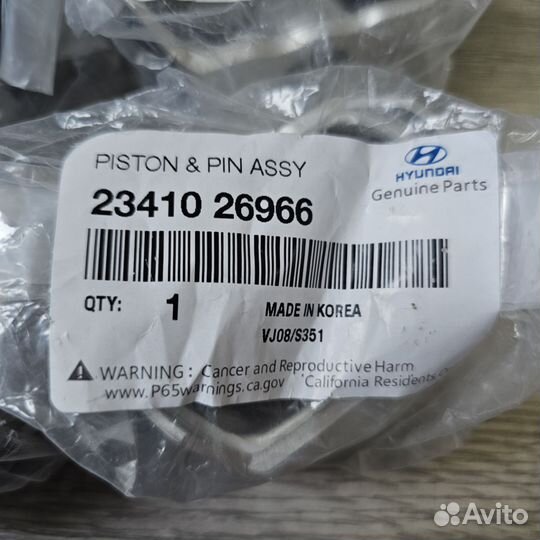 PISTON & PIN ASSY
HYUNDAI
Genuine Parts
23410 26966
QTY: 1
MADE IN KOREA
VJ08/S351
WARNING: Cancer and Reproductive Harm
www.P65warnings.ca.gov California Residents
Avito